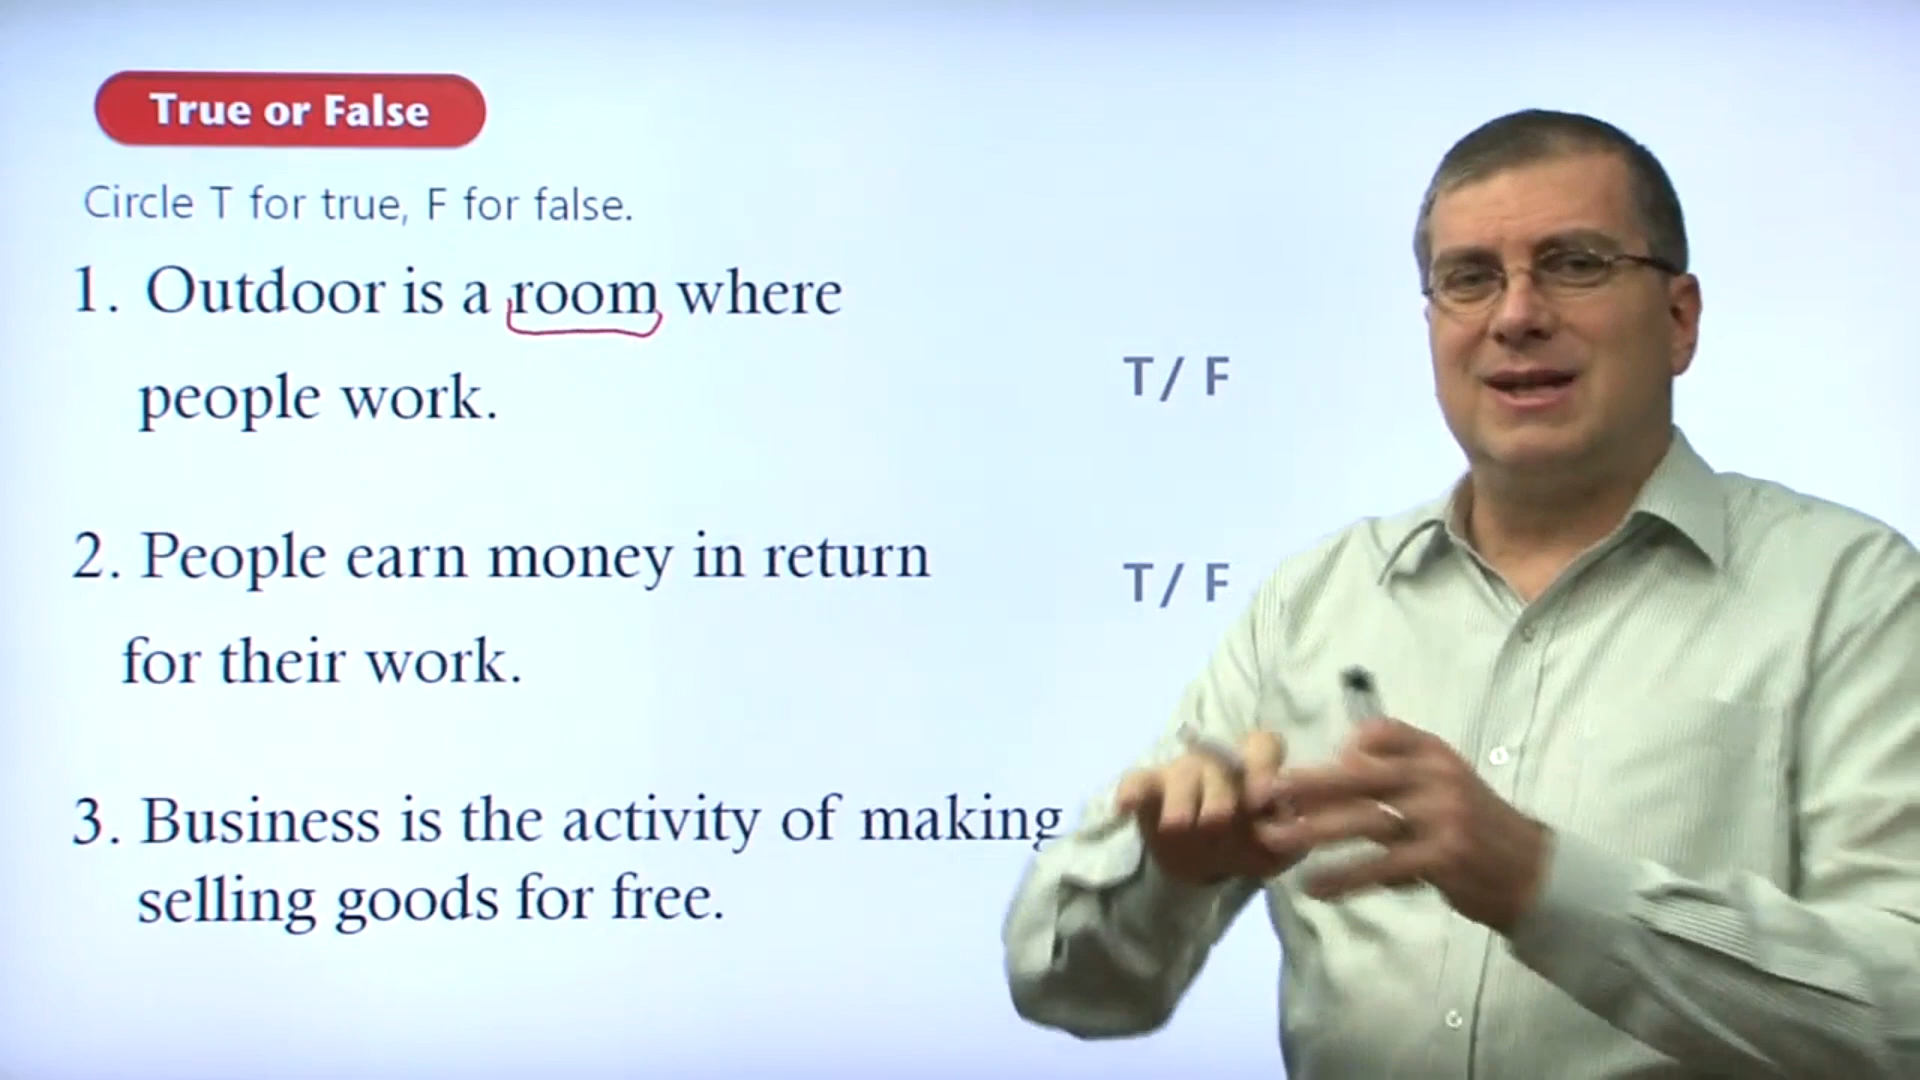 True or False
Circle T for true, F for false.
1. Outdoor is a room where
people work.
T / F
2. People earn money in return
for their work.
T / F
3. Business is the activity of making
selling goods for free.